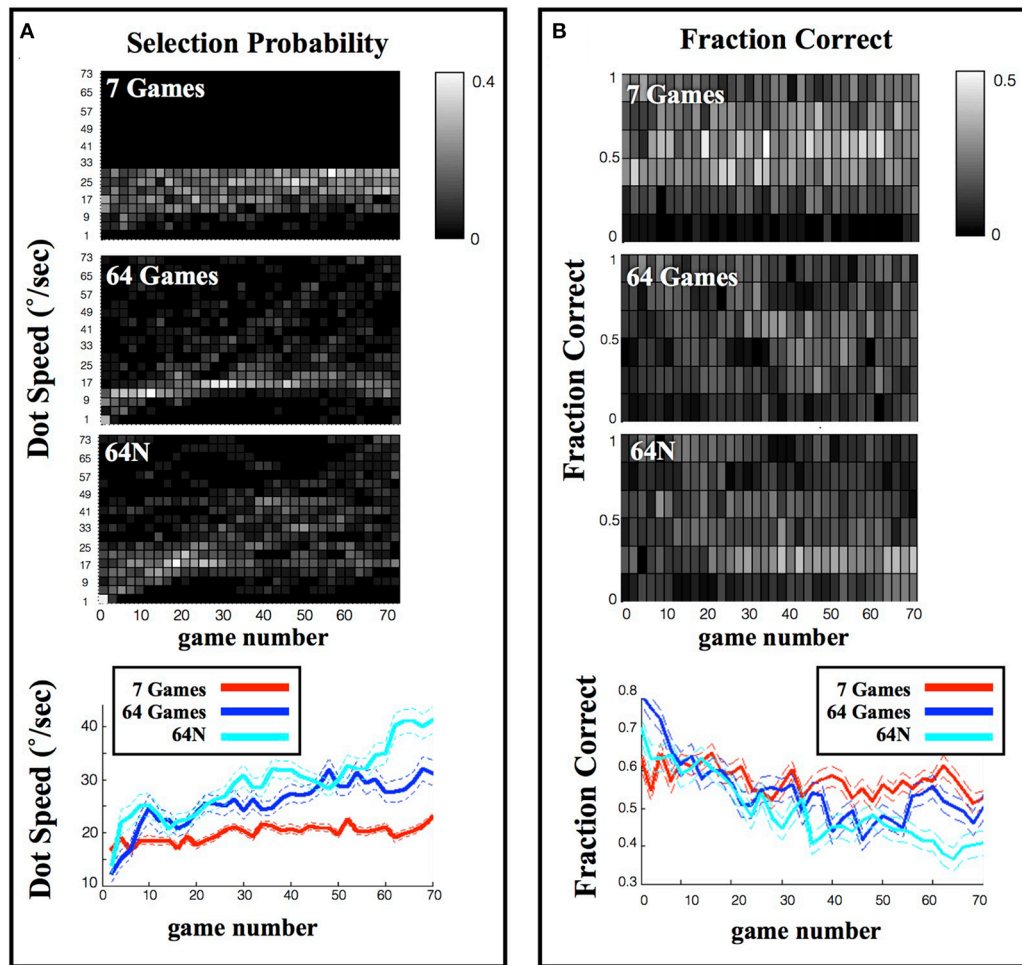 A
Selection Probability
7 Games
73
65
57
49
41
33
25
17
9
1
0.4
0
64 Games
73
65
57
49
41
33
25
17
9
1
64N
73
65
57
49
41
33
25
17
9
1
0 10 20 30 40 50 60 70
game number
Dot Speed (°/sec)
7 Games
64 Games
64N
40
30
20
10
0 10 20 30 40 50 60 70
Dot Speed (°/sec)
game number
B
Fraction Correct
7 Games
1
0.5
0
0.5
0
64 Games
1
0.5
0
64N
1
0.5
0
0 10 20 30 40 50 60 70
game number
Fraction Correct
7 Games
64 Games
64N
0.8
0.7
0.6
0.5
0.4
0.3
0 10 20 30 40 50 60 70
Fraction Correct
game number